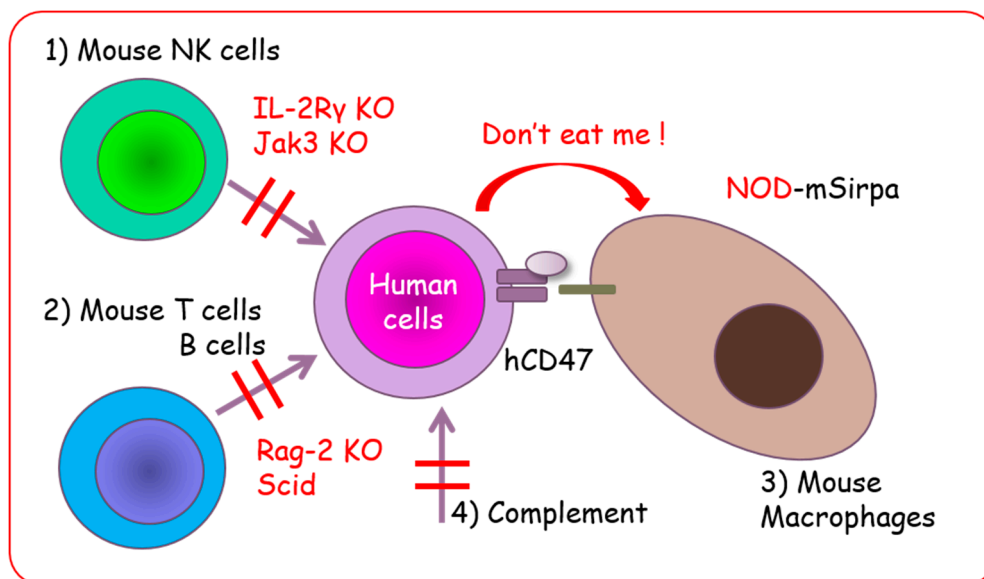 1) Mouse NK cells
IL-2Rγ KO
Jak3 KO
Don't eat me !
NOD-mSirpa
2) Mouse T cells
B cells
Human
cells
hCD47
Rag-2 KO
Scid
4) Complement
3) Mouse
Macrophages